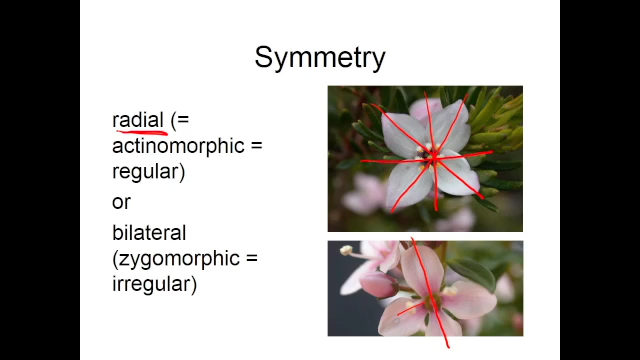 Symmetry
radial (=
actinomorphic =
regular)
or
bilateral
(zygomorphic =
irregular)